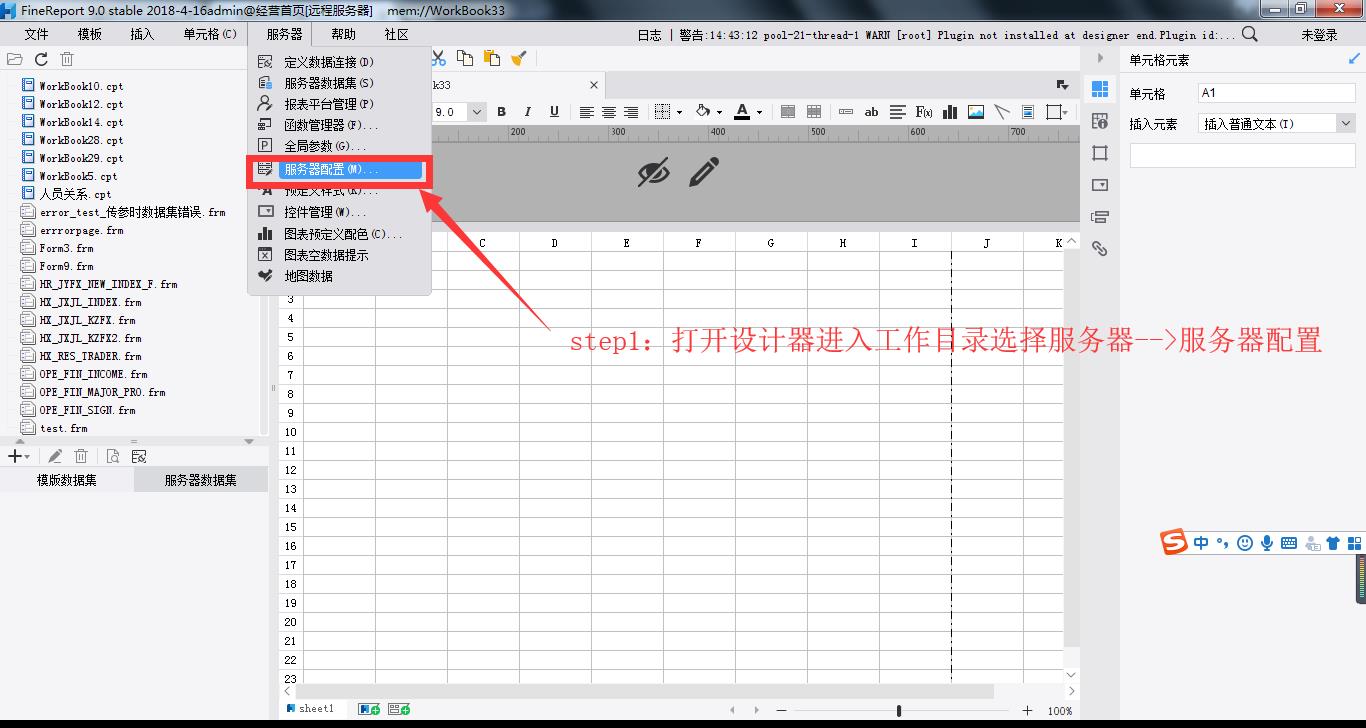 FineReport 9.0 stable 2018-4-16admin@经营首页[远程服务器]    mem://WorkBook33
文件 模板 插入 单元格(C) 服务器 帮助 社区 日志 | 警告:14:43:12 pool-21-thread-1 WARN [root] Plugin not installed at designer end.Plugin id:... 未登录
WorkBook10.cpt
WorkBook12.cpt
WorkBook14.cpt
WorkBook28.cpt
WorkBook29.cpt
WorkBook5.cpt
人员关系.cpt
error_test_传参时数据集错误.frm
errrorpage.frm
Form3.frm
Form9.frm
HR_JYFX_NEW_INDEX_F.frm
HX_JXJL_INDEX.frm
HX_JXJL_KZFX.frm
HX_JXJL_KZFX2.frm
HX_RES_TRADER.frm
OPE_FIN_INCOME.frm
OPE_FIN_MAJOR_PRO.frm
OPE_FIN_SIGN.frm
test.frm
模版数据集 服务器数据集
定义数据连接(D)
服务器数据集(S)
报表平台管理(P)
函数管理器(F)...
全局参数(G)...
服务器配置(M)...
预定义样式(R)...
控件管理(W)...
图表预定义配色(C)...
图表空数据提示
地图数据
k33
9.0 B I U A ab F(x)
200 300 400 500 600 700
C D E F G H I J K
3
4
5
6
7
8
9
10
11
12
13
14
15
16
17
18
19
20
21
22
23
step1：打开设计器进入工作目录选择服务器-->服务器配置
sheet1
100%
单元格元素
单元格 A1
插入元素 插入普通文本(I)
S 中